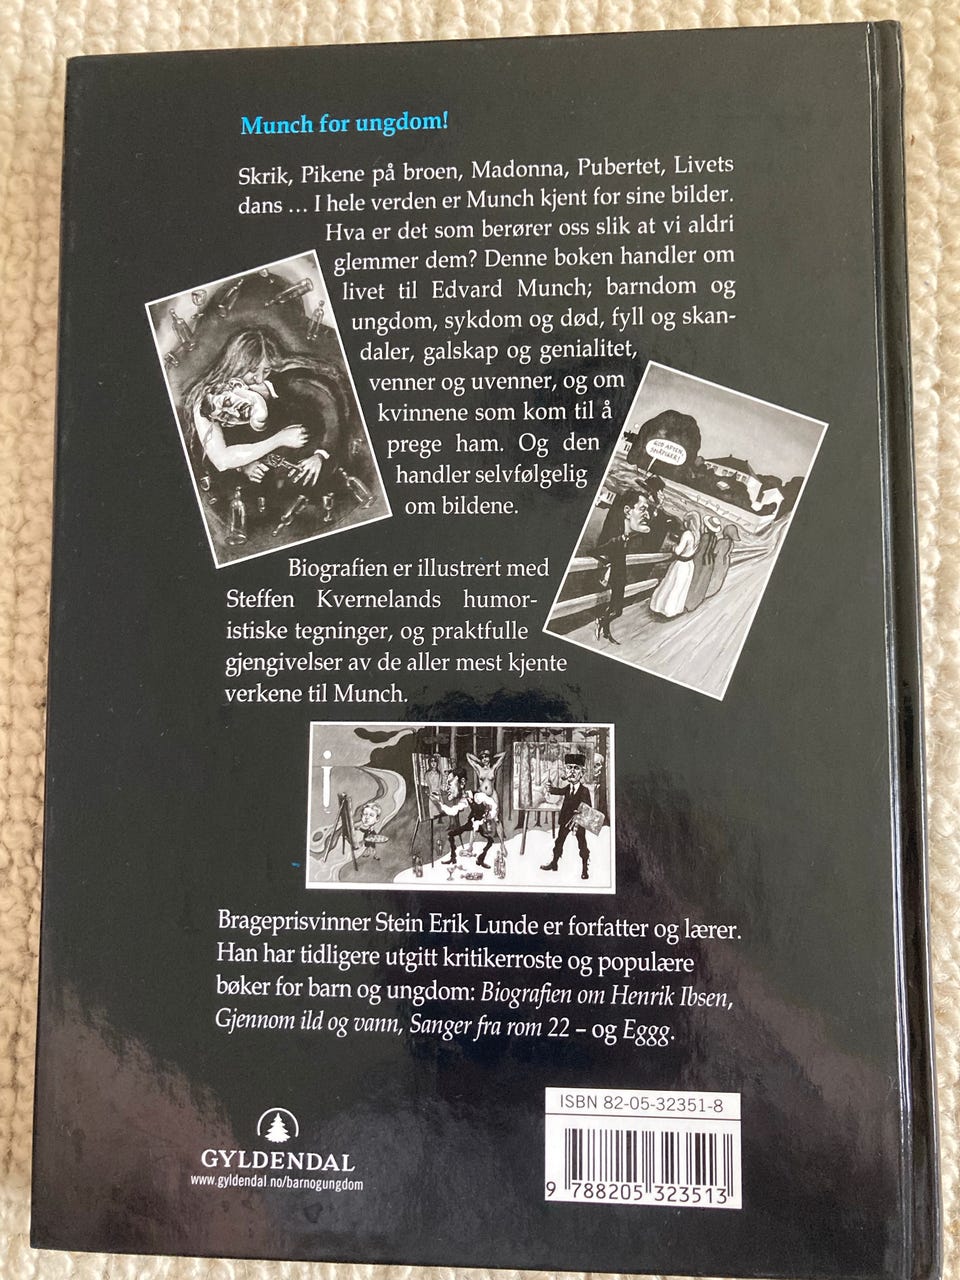 Munch for ungdom!
Skrik, Pikene på broen, Madonna, Pubertet, Livets
dans ... I hele verden er Munch kjent for sine bilder.
Hva er det som berører oss slik at vi aldri
glemmer dem? Denne boken handler om
livet til Edvard Munch; barndom og
ungdom, sykdom og død, fyll og skan-
daler, galskap og genialitet,
venner og uvenner, og om
kvinnene som kom til å
prege ham. Og den
handler selvfølgelig
om bildene.
GOD AFTEN,
Biografien er illustrert med
Steffen Kvernelands humor-
istiske tegninger, og praktfulle
gjengivelser av de aller mest kjente
verkene til Munch.
Brageprisvinner Stein Erik Lunde er forfatter og lærer.
Han har tidligere utgitt kritikerroste og populære
bøker for barn og ungdom: Biografien om Henrik Ibsen,
Gjennom ild og vann, Sanger fra rom 22 – og Eggg.
GYLDENDAL
www.gyldendal.no/barnogungdom
ISBN 82-05-32351-8
9 788205 323513